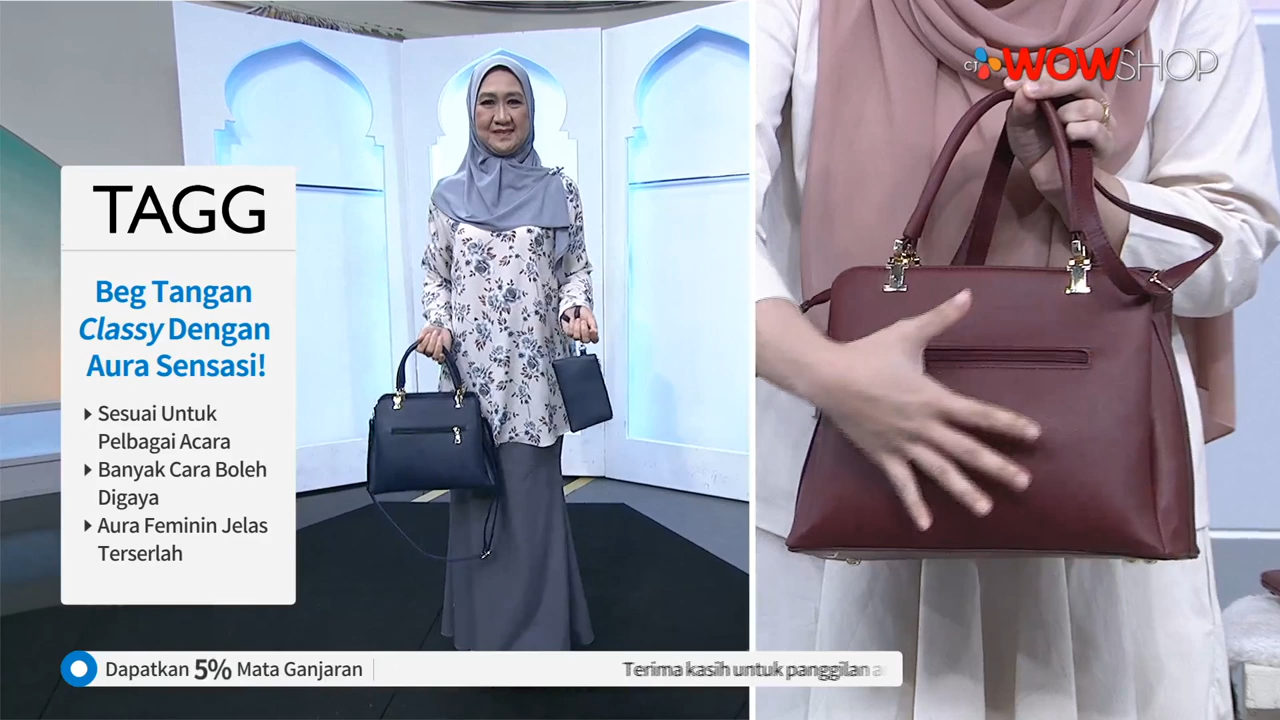 CJ WOWSHOP
TAGG
Beg Tangan
Classy Dengan
Aura Sensasi!
Sesuai Untuk
Pelbagai Acara
Banyak Cara Boleh
Digaya
Aura Feminin Jelas
Terserlah
Dapatkan 5% Mata Ganjaran
Terima kasih untuk panggilan